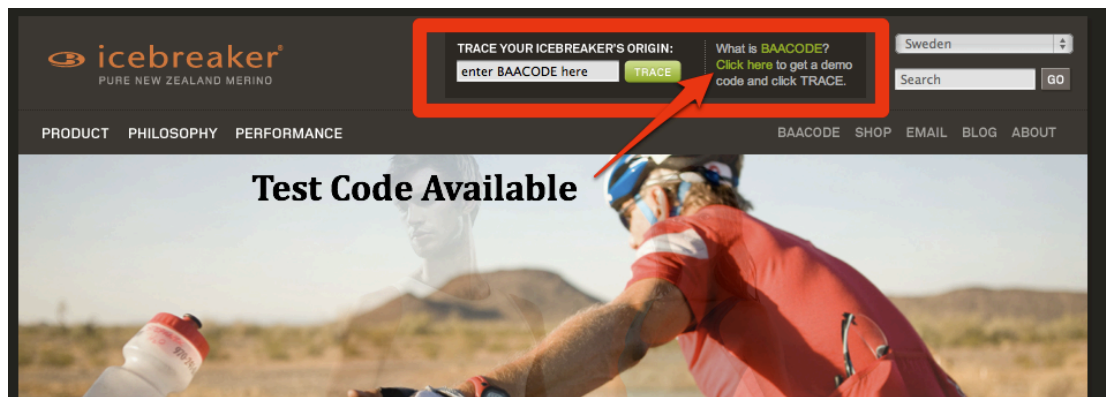 icebreaker®
PURE NEW ZEALAND MERINO
TRACE YOUR ICEBREAKER'S ORIGIN:
enter BAACODE here
TRACE
What is BAACODE?
Click here to get a demo
code and click TRACE.
Sweden
Search
GO
PRODUCT PHILOSOPHY PERFORMANCE
BAACODE SHOP EMAIL BLOG ABOUT
Test Code Available